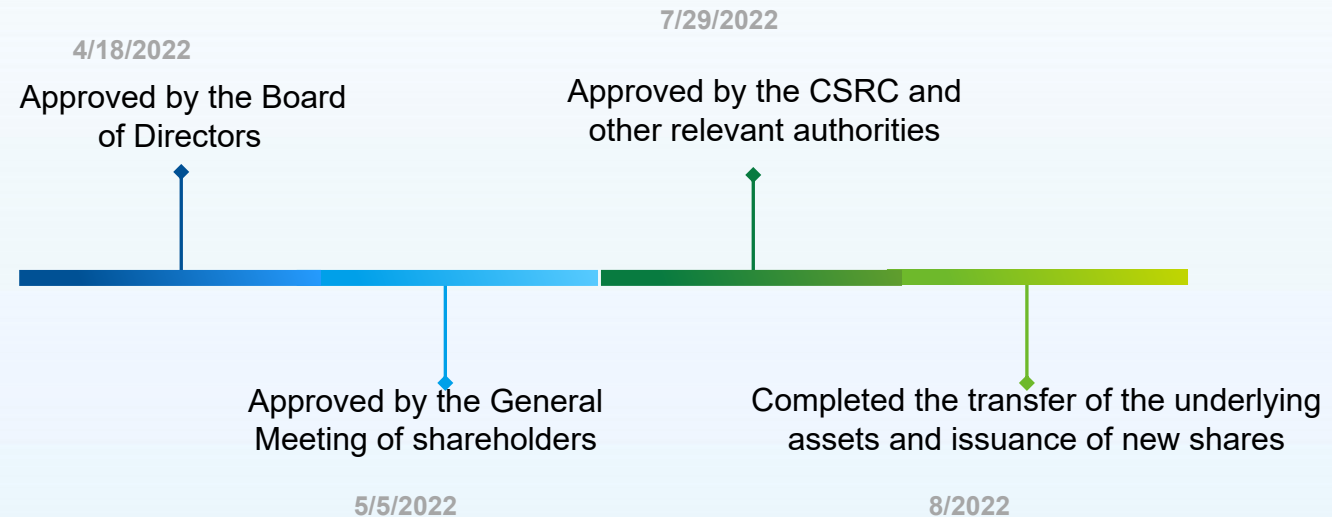 4/18/2022
Approved by the Board
of Directors
7/29/2022
Approved by the CSRC and
other relevant authorities
Approved by the General
Meeting of shareholders
5/5/2022
Completed the transfer of the underlying
assets and issuance of new shares
8/2022